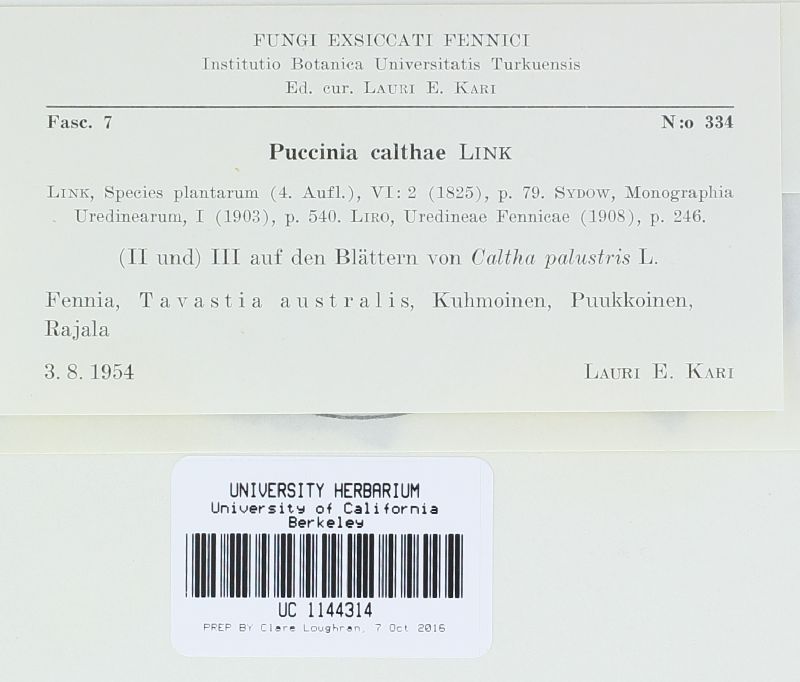 FUNGI EXSICCATI FENNICI
Institutio Botanica Universitatis Turkuensis
Ed. cur. LAURI E. KARI
Fasc. 7 N:o 334
Puccinia calthae LINK
LINK, Species plantarum (4. Aufl.), VI: 2 (1825), p. 79. SYDOW, Monographia
Uredinearum, I (1903), p. 540. LIRO, Uredineae Fennicae (1908), p. 246.
(II und) III auf den Blättern von Caltha palustris L.
Fennia, Tavastia australis, Kuhmoinen, Puukkoinen,
Rajala
3. 8. 1954 LAURI E. KARI
UNIVERSITY HERBARIUM
University of California
Berkeley
UC 1144314
PREP BY Clare Loughran, 7 Oct 2016